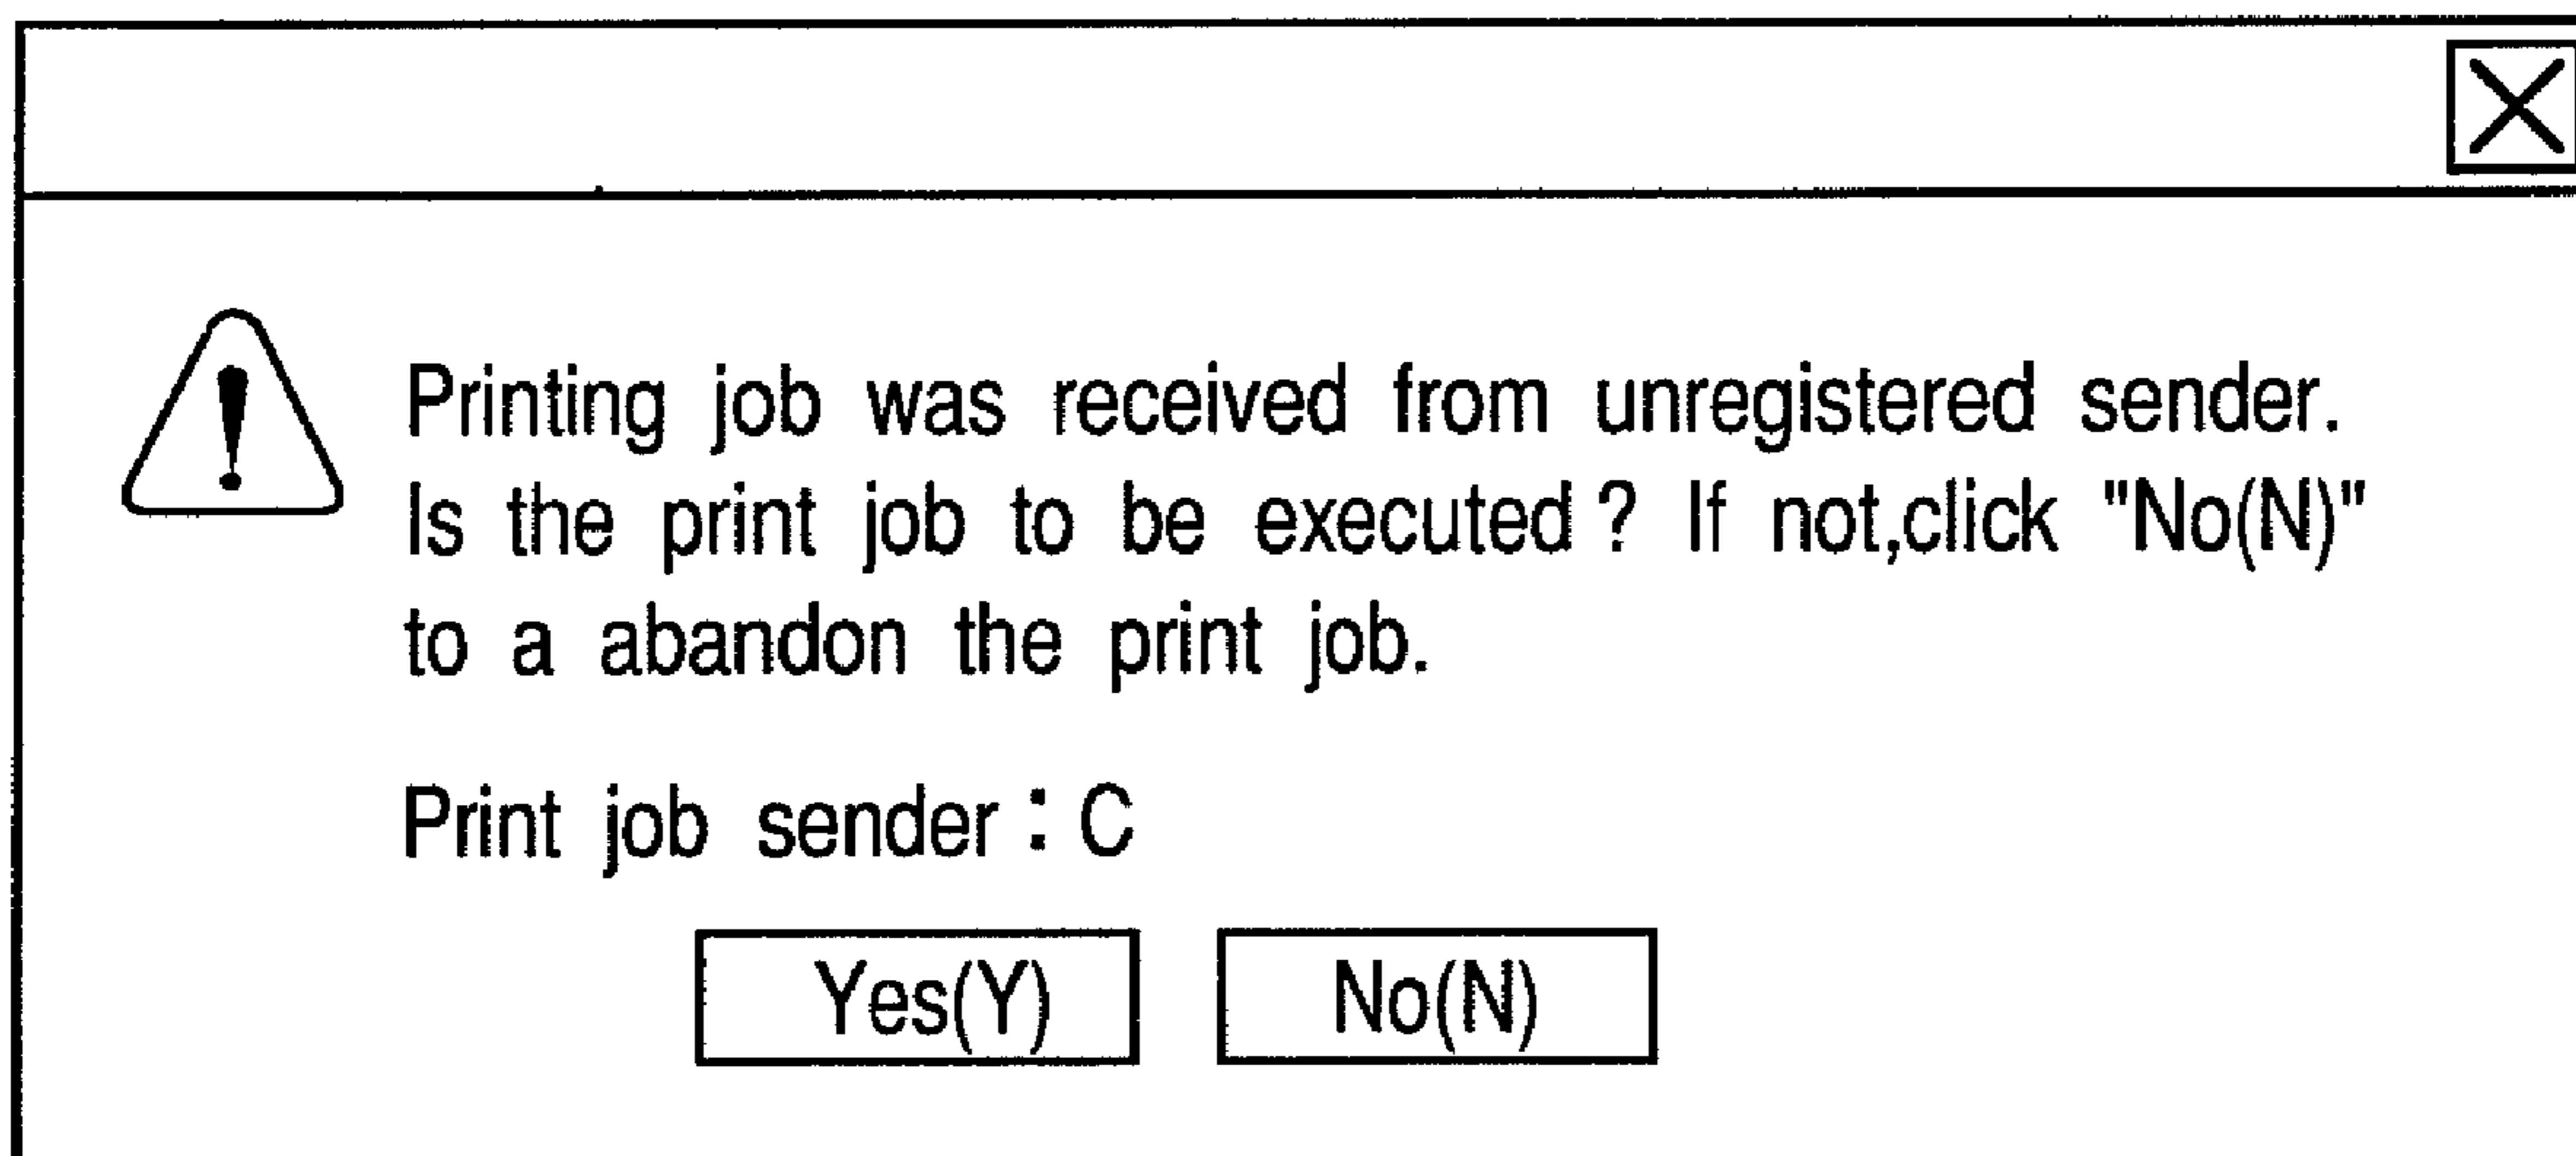 Printing job was received from unregistered sender.
Is the print job to be executed ? If not,click "No(N)"
to a abandon the print job.
Print job sender : C
Yes(Y) No(N)